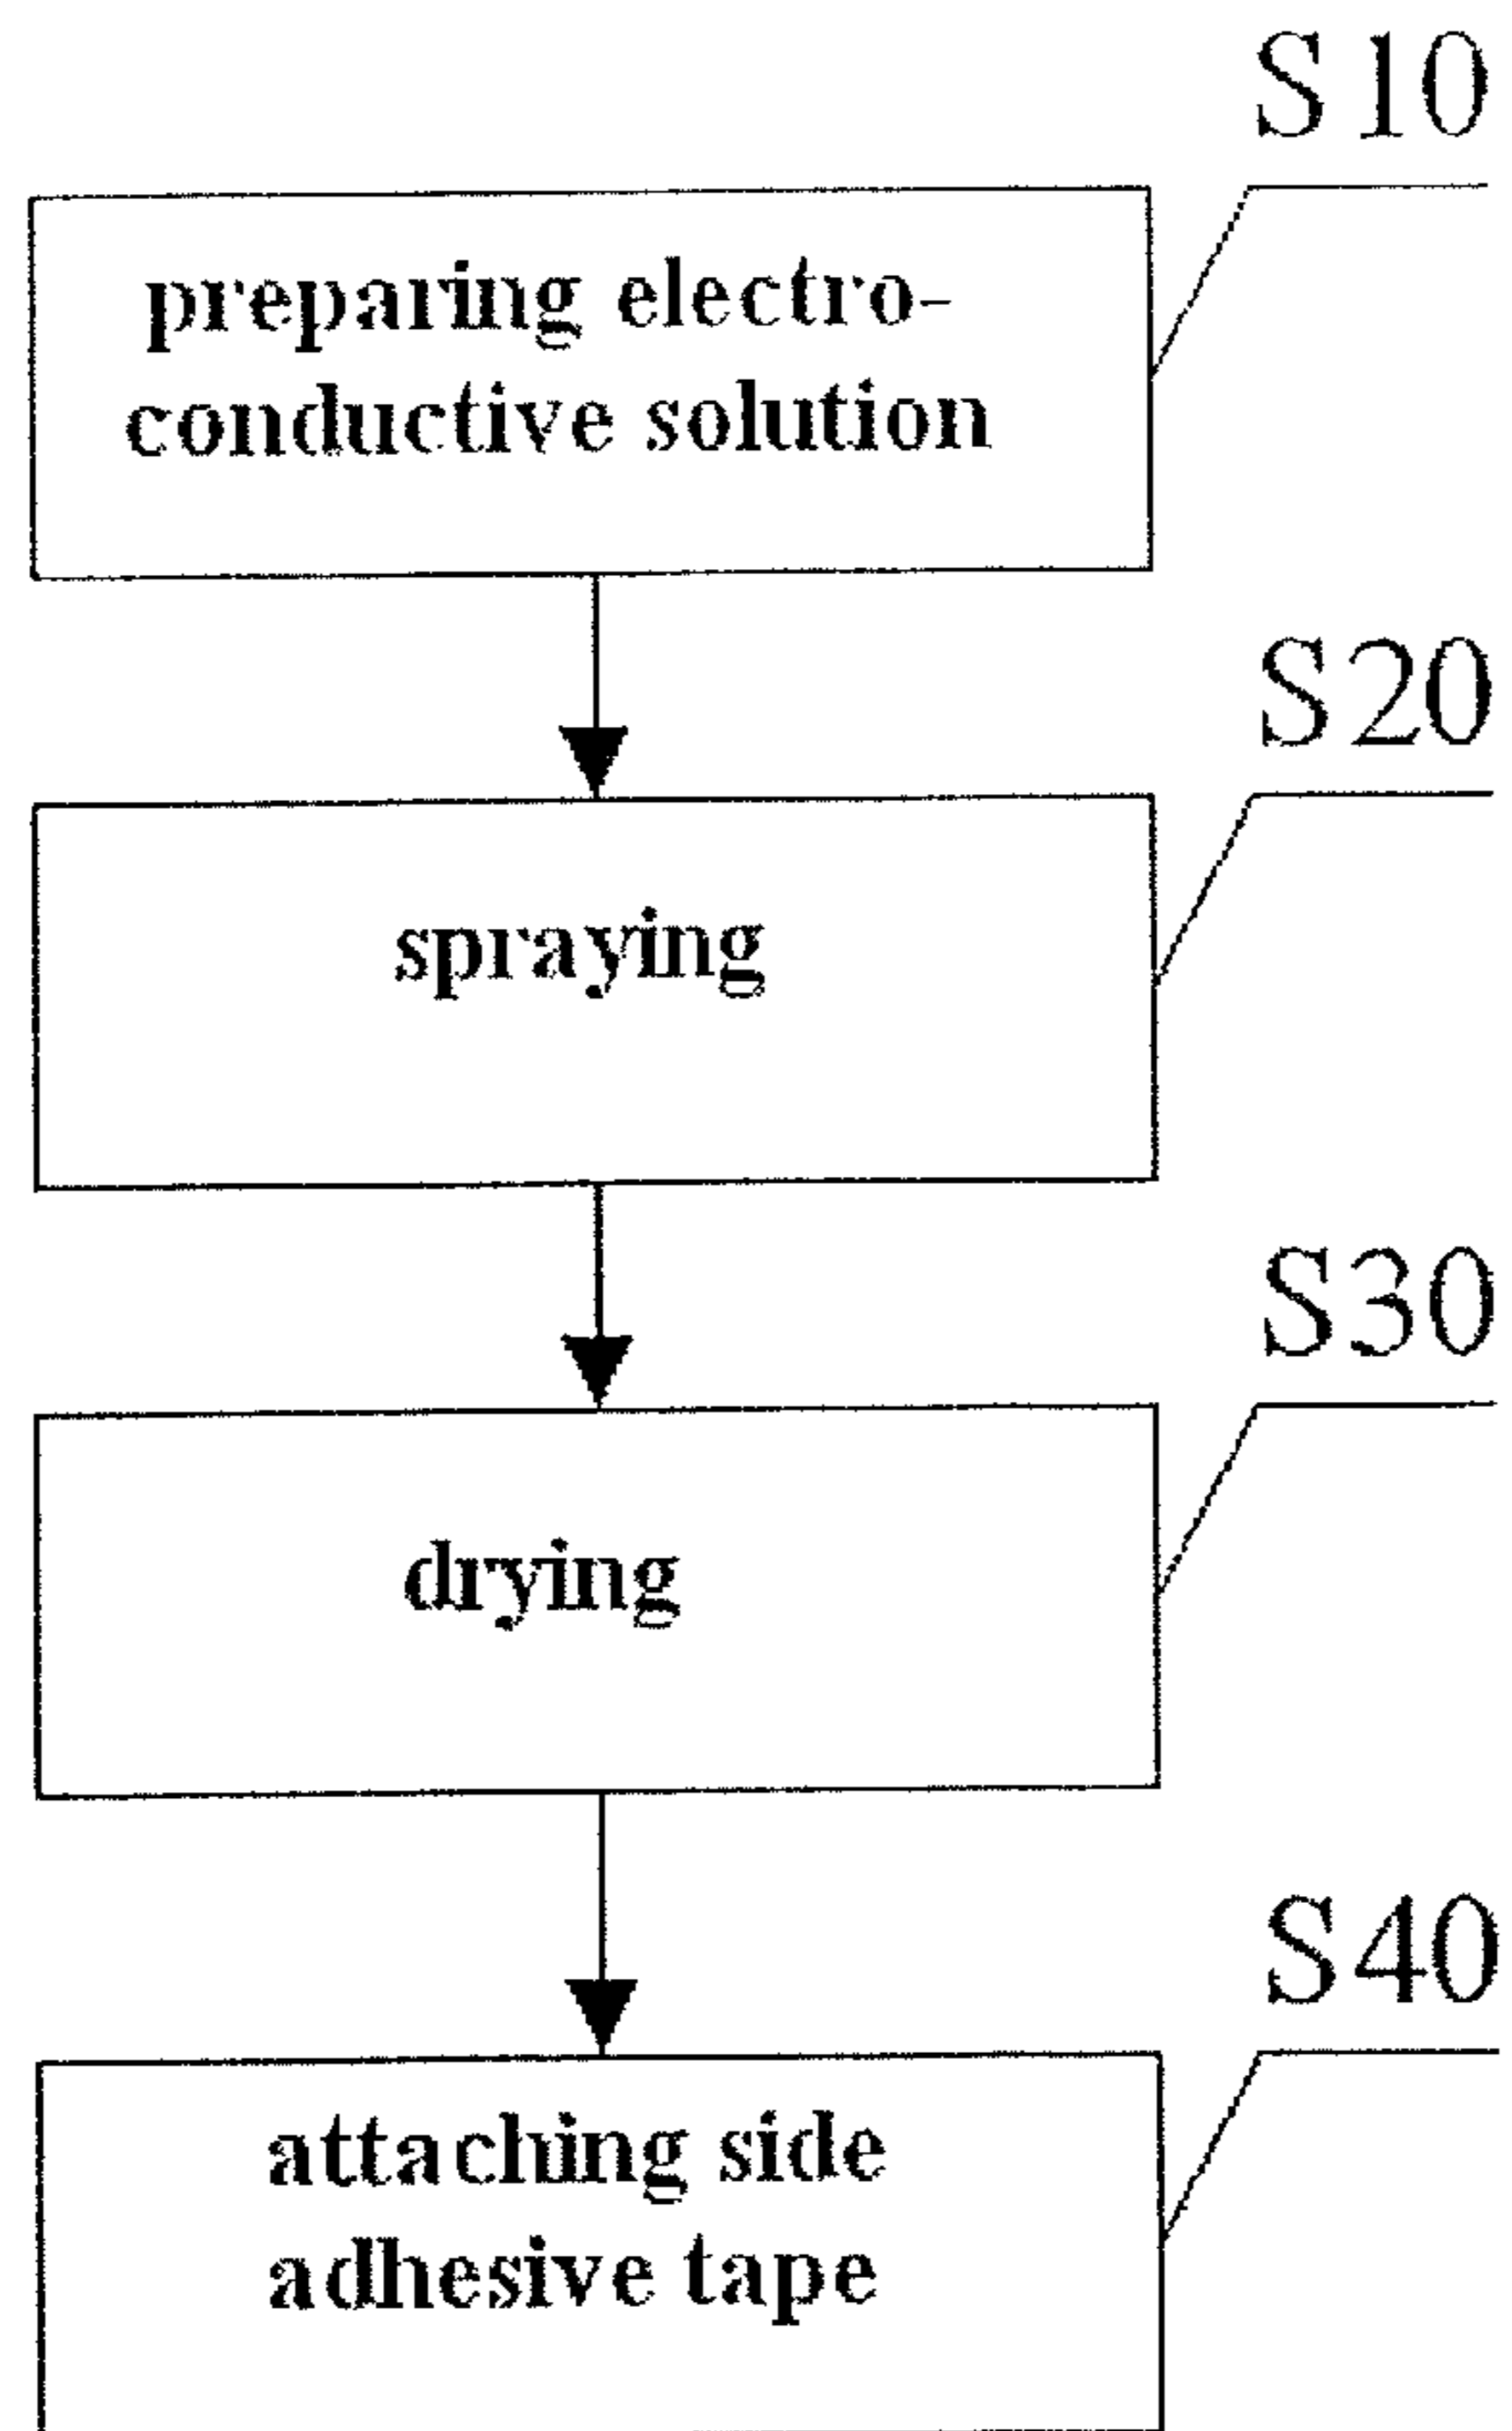 S10
preparing electro-
conductive solution
S20
spraying
S30
drying
S40
attaching side
adhesive tape